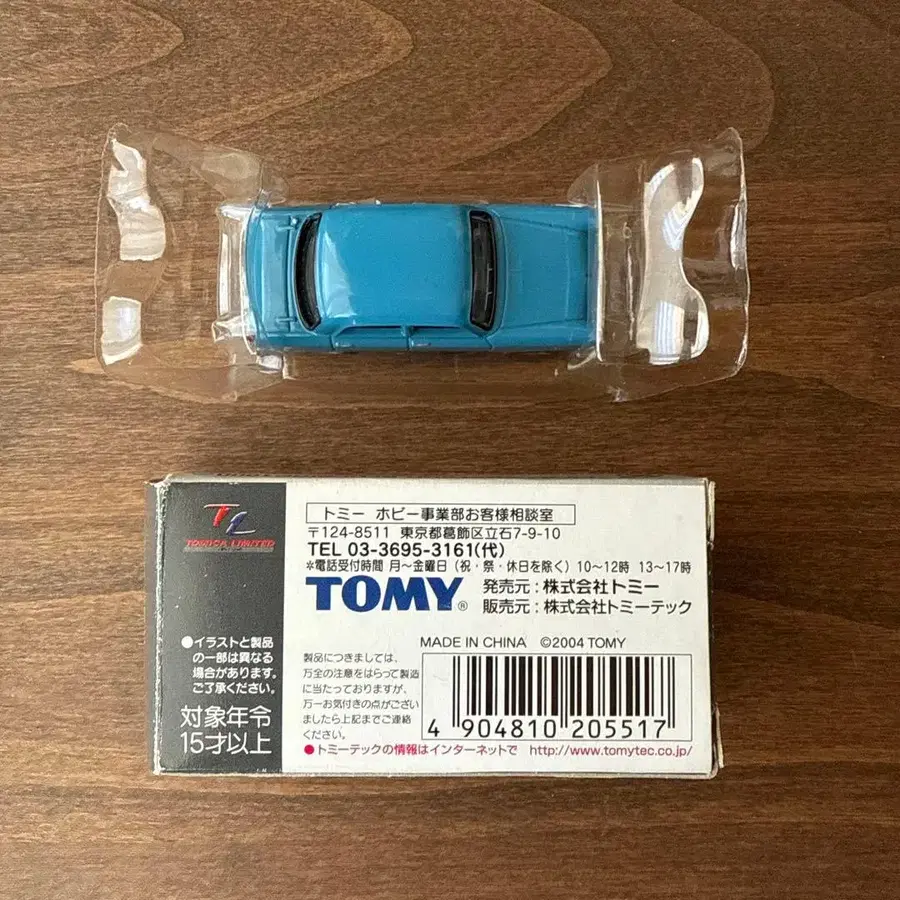 TL
TOMICA LIMITED
●イラストと製品
の一部は異なる
場合があります。
ご了承ください。
対象年令
15才以上
トミー ホビー事業部お客様相談室
〒124-8511 東京都葛飾区立石7-9-10
TEL 03-3695-3161(代)
*電話受付時間 月〜金曜日 (祝・祭・休日を除く) 10〜12時 13〜17時
TOMY®
発売元：株式会社トミー
販売元：株式会社トミーテック
MADE IN CHINA ©2004 TOMY
製品につきましては、
万全の注意をはらって製造
に当たっておりますが、
万一お気付きの点がござい
ましたら上記までご連絡
ください。
4 904810 205517
●トミーテックの情報はインターネットで http://www.tomytec.co.jp/